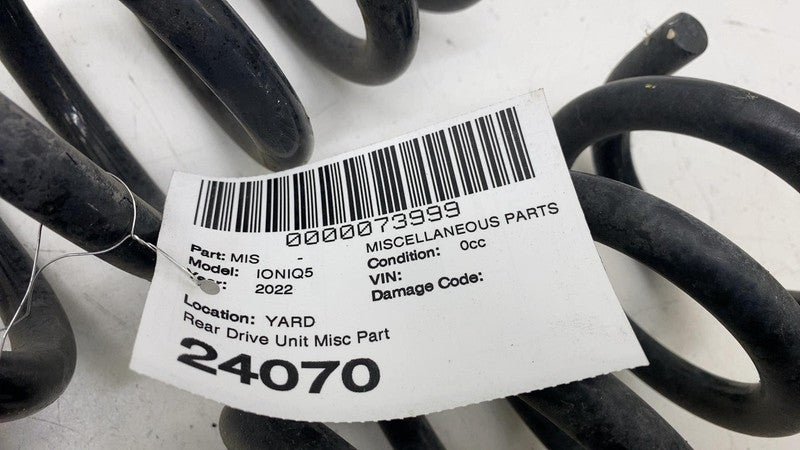 0000073999
Part: MIS - MISCELLANEOUS PARTS
Model: IONIQ5 Condition: 0cc
Year: 2022 VIN:
Damage Code:
Location: YARD
Rear Drive Unit Misc Part
24070